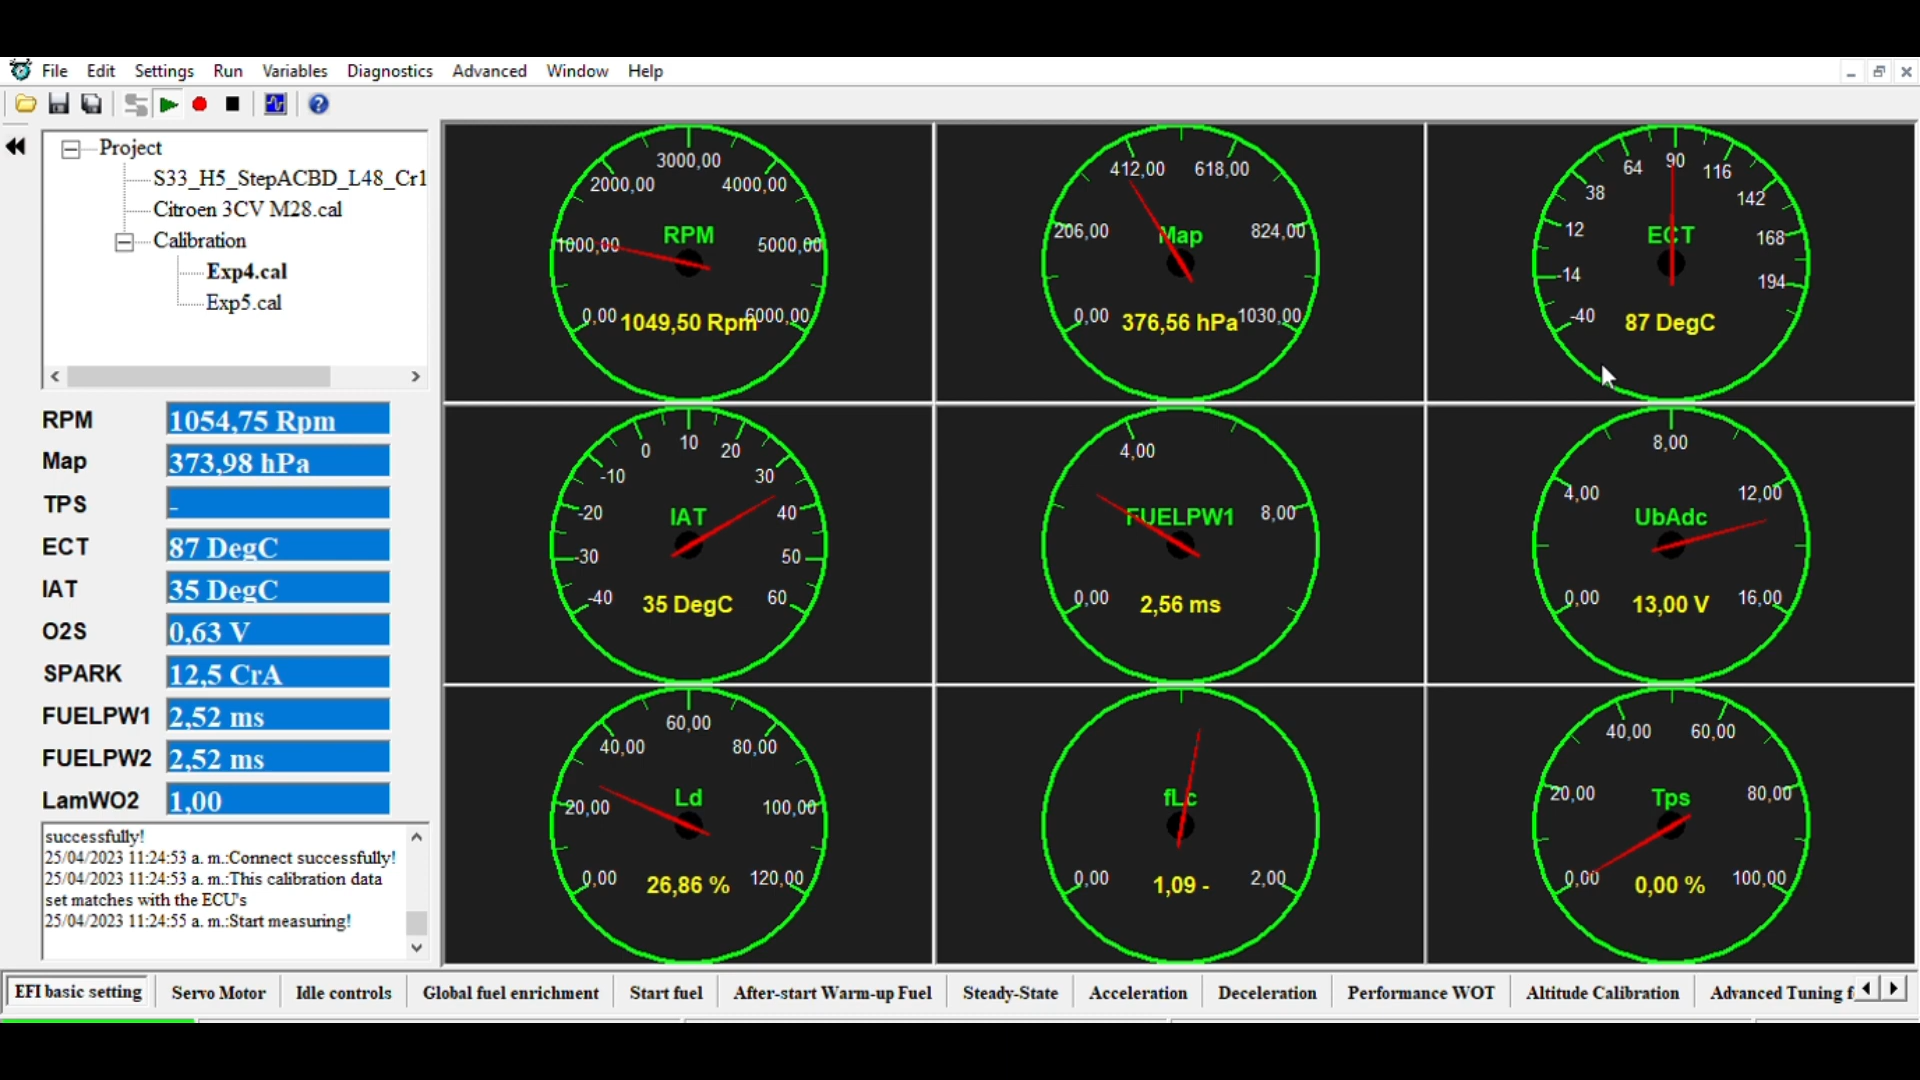 File Edit Settings Run Variables Diagnostics Advanced Window Help
Project
S33_H5_StepACBD_L48_Cr1
Citroen 3CV M28.cal
Calibration
Exp4.cal
Exp5.cal
RPM 1054,75 Rpm
Map 373,98 hPa
TPS -
ECT 87 DegC
IAT 35 DegC
O2S 0,63 V
SPARK 12,5 CrA
FUELPW1 2,52 ms
FUELPW2 2,52 ms
LamWO2 1,00
successfully!
25/04/2023 11:24:53 a. m.:Connect successfully!
25/04/2023 11:24:53 a. m.:This calibration data
set matches with the ECU's
25/04/2023 11:24:55 a. m.:Start measuring!
3000,00
2000,00 4000,00
RPM
1000,00 5000,00
0,00 1049,50 Rpm 6000,00
412,00 618,00
206,00 Map 824,00
0,00 376,56 hPa 1030,00
64 90 116
38 142
12 ECT 168
-14 194
-40 87 DegC
0 10 20
-10 30
-20 IAT 40
-30 50
-40 35 DegC 60
4,00
FUELPW1 8,00
0,00 2,56 ms
8,00
4,00 12,00
UbAdc
0,00 13,00 V 16,00
60,00
40,00 80,00
20,00 Ld 100,00
0,00 26,86 % 120,00
fLc
0,00 1,09 - 2,00
40,00 60,00
20,00 Tps 80,00
0,00 0,00 % 100,00
EFI basic setting Servo Motor Idle controls Global fuel enrichment Start fuel After-start Warm-up Fuel Steady-State Acceleration Deceleration Performance WOT Altitude Calibration Advanced Tuning f